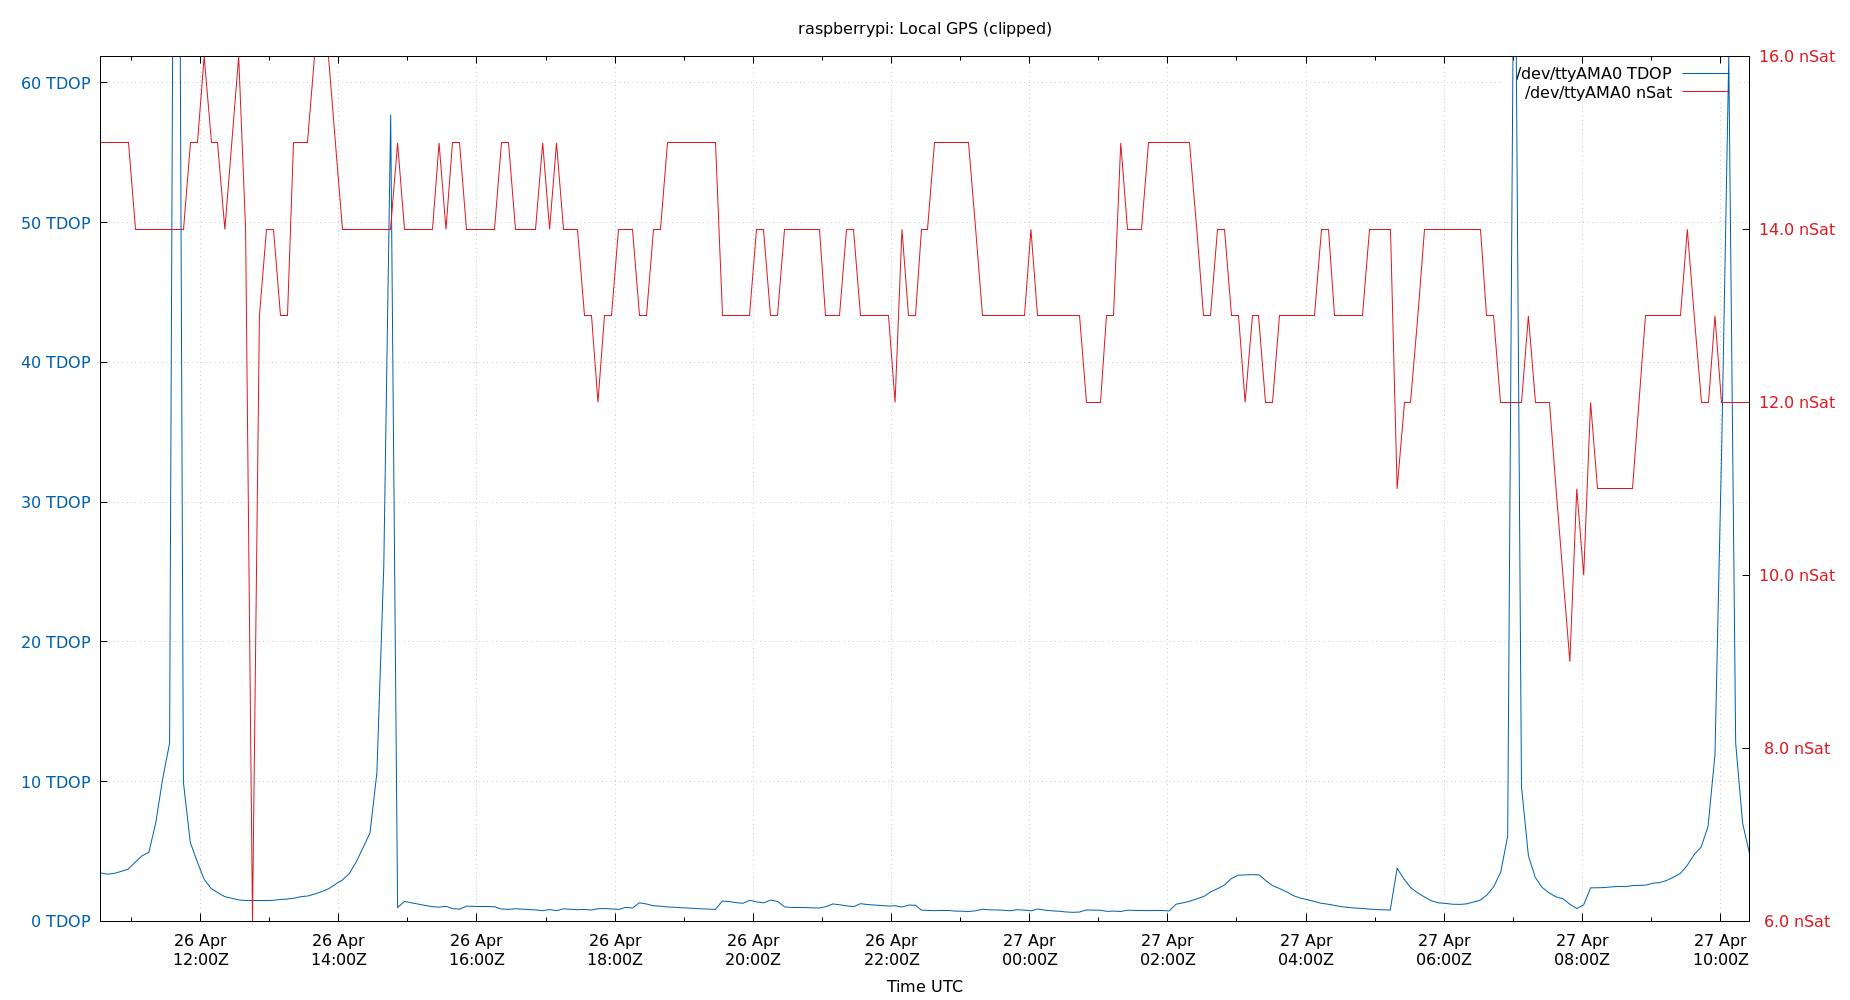 raspberrypi: Local GPS (clipped)
60 TDOP
50 TDOP
40 TDOP
30 TDOP
20 TDOP
10 TDOP
0 TDOP
16.0 nSat
14.0 nSat
12.0 nSat
10.0 nSat
8.0 nSat
6.0 nSat
/dev/ttyAMA0 TDOP
/dev/ttyAMA0 nSat
26 Apr
12:00Z
26 Apr
14:00Z
26 Apr
16:00Z
26 Apr
18:00Z
26 Apr
20:00Z
26 Apr
22:00Z
27 Apr
00:00Z
27 Apr
02:00Z
27 Apr
04:00Z
27 Apr
06:00Z
27 Apr
08:00Z
27 Apr
10:00Z
Time UTC